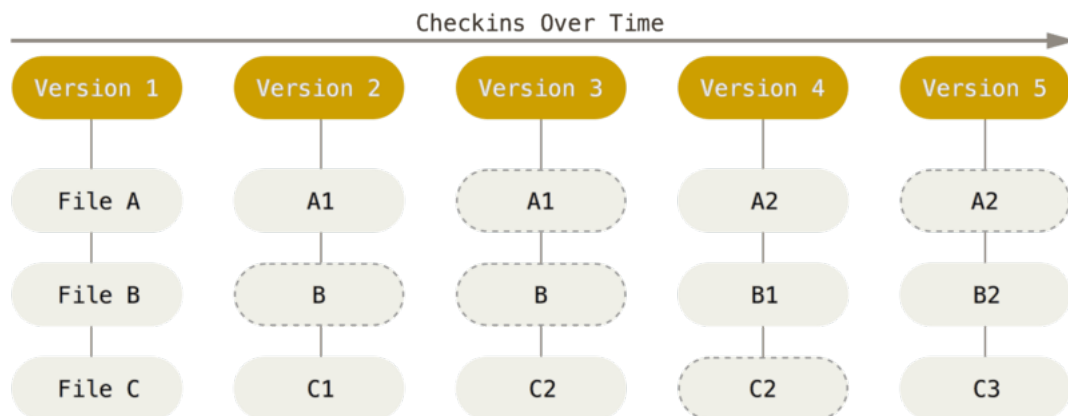 Checkins Over Time
Version 1 Version 2 Version 3 Version 4 Version 5
File A A1 A1 A2 A2
File B B B B1 B2
File C C1 C2 C2 C3